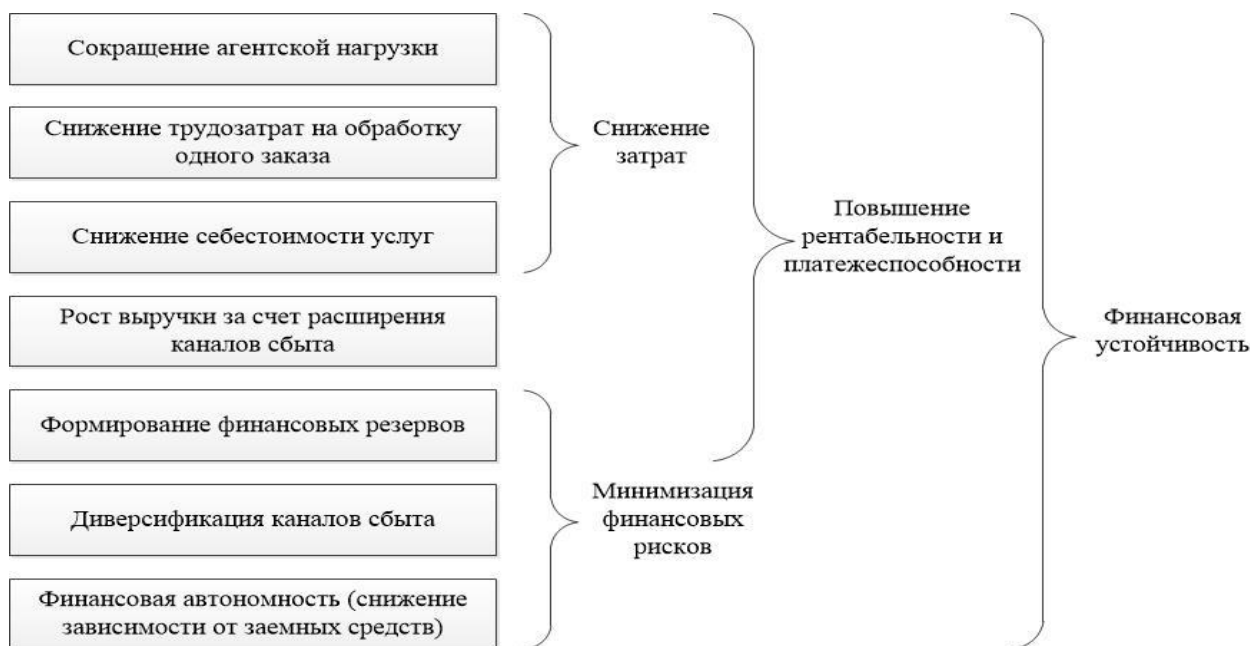 Сокращение агентской нагрузки
Снижение трудозатрат на обработку
одного заказа
Снижение себестоимости услуг
Рост выручки за счет расширения
каналов сбыта
Формирование финансовых резервов
Диверсификация каналов сбыта
Финансовая автономность (снижение
зависимости от заемных средств)
Снижение
затрат
Минимизация
финансовых
рисков
Повышение
рентабельности и
платежеспособности
Финансовая
устойчивость